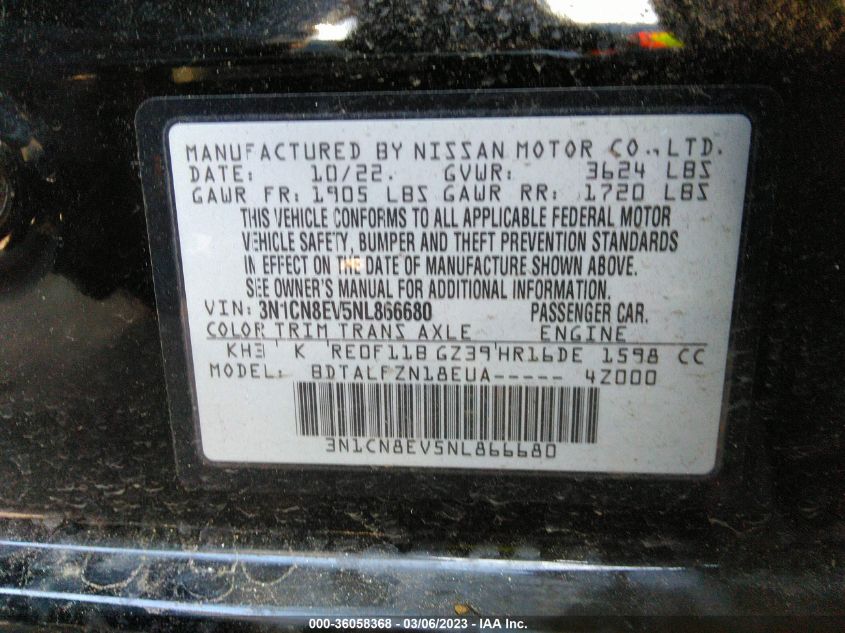 MANUFACTURED BY NISSAN MOTOR CO., LTD.
DATE: 10/22. GVWR: 3624 LBS
GAWR FR: 1905 LBS GAWR RR: 1720 LBS
THIS VEHICLE CONFORMS TO ALL APPLICABLE FEDERAL MOTOR
VEHICLE SAFETY, BUMPER AND THEFT PREVENTION STANDARDS
IN EFFECT ON THE DATE OF MANUFACTURE SHOWN ABOVE.
SEE OWNER'S MANUAL FOR ADDITIONAL INFORMATION.
VIN: 3N1CN8EV5NL866680 PASSENGER CAR.
COLOR TRIM TRANS AXLE ENGINE
KH3 K RE0F11B GZ39 HR16DE 1598 CC
MODEL: BDTALFZN18EUA----- 4Z000
3N1CN8EV5NL866680
000-36058368 - 03/06/2023 - IAA Inc.